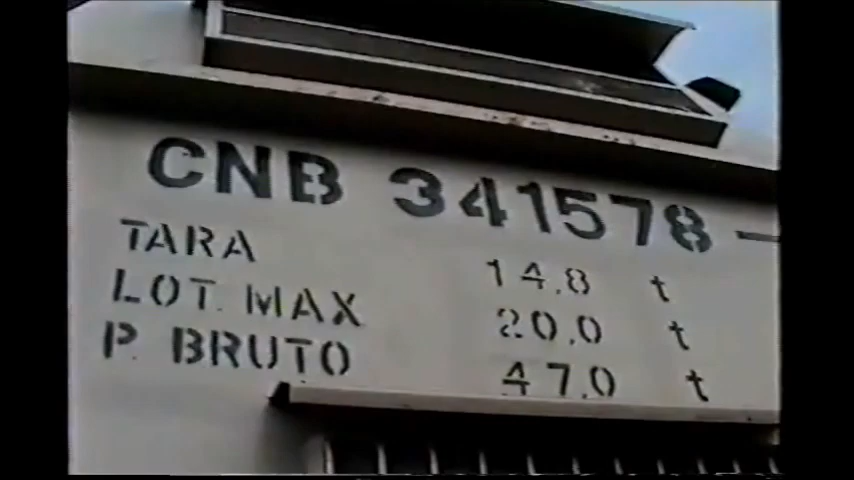 CNB 341578-
TARA 14.8 t
LOT. MAX 20.0 t
P. BRUTO 47.0 t